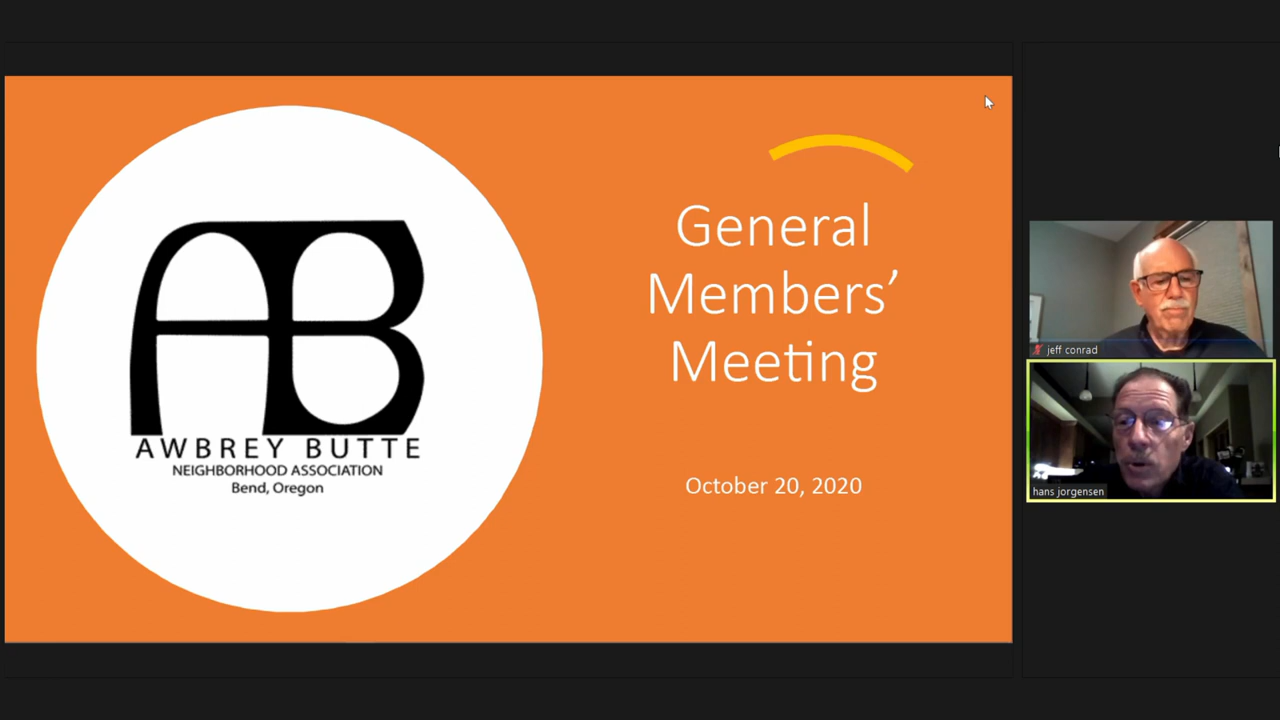 AB
AWBREY BUTTE
NEIGHBORHOOD ASSOCIATION
Bend, Oregon
General
Members’
Meeting
October 20, 2020
jeff conrad
hans jorgensen